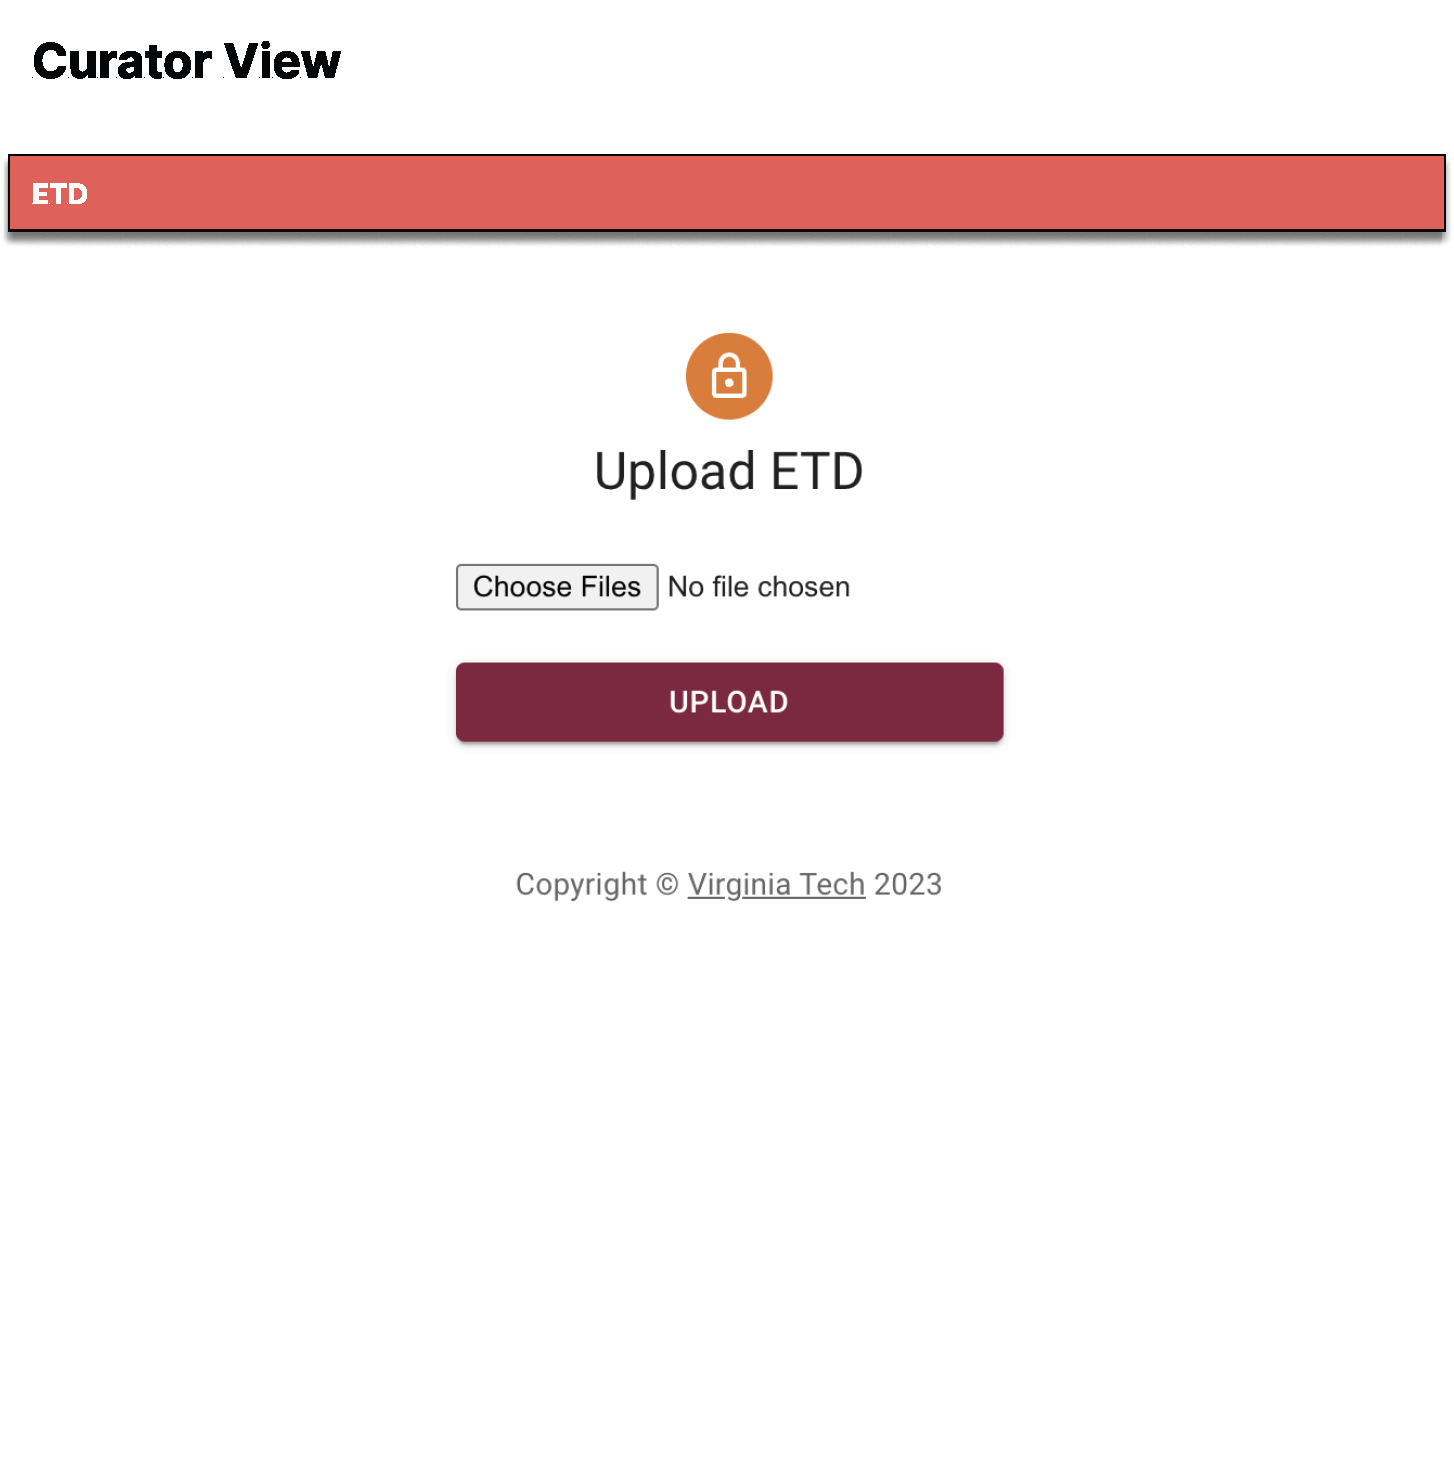 Curator View
ETD
Upload ETD
Choose Files No file chosen
UPLOAD
Copyright © Virginia Tech 2023